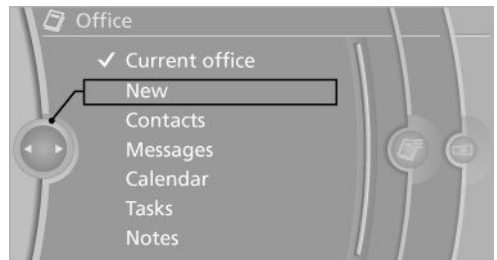 Office
Current office
New
Contacts
Messages
Calendar
Tasks
Notes